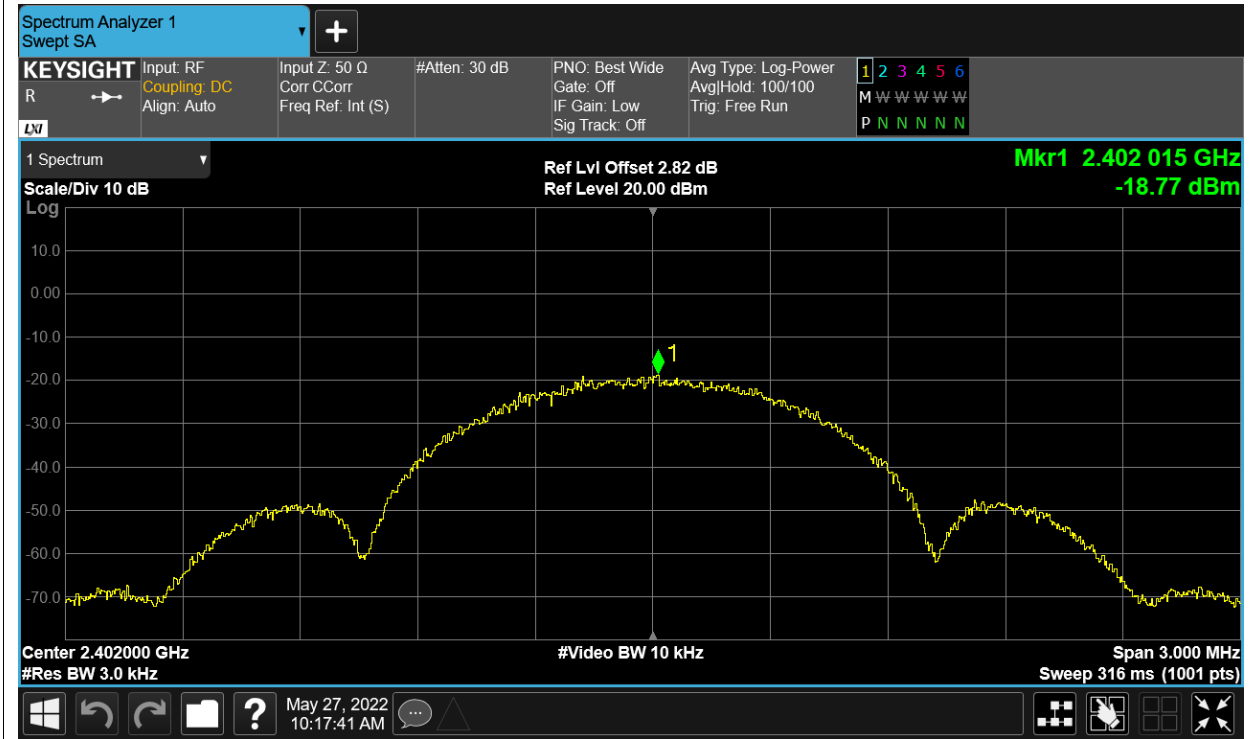 Spectrum Analyzer 1
Swept SA
+
KEYSIGHT
R
LXI
Input: RF
Coupling: DC
Align: Auto
Input Z: 50 Ω
Corr CCorr
Freq Ref: Int (S)
#Atten: 30 dB
PNO: Best Wide
Gate: Off
IF Gain: Low
Sig Track: Off
Avg Type: Log-Power
Avg|Hold: 100/100
Trig: Free Run
1 2 3 4 5 6
M W W W W W
P N N N N N
1 Spectrum
Scale/Div 10 dB
Log
Ref Lvl Offset 2.82 dB
Ref Level 20.00 dBm
Mkr1 2.402 015 GHz
-18.77 dBm
10.0
0.00
-10.0
1
-20.0
-30.0
-40.0
-50.0
-60.0
-70.0
Center 2.402000 GHz
#Video BW 10 kHz
Span 3.000 MHz
#Res BW 3.0 kHz
Sweep 316 ms (1001 pts)
?
May 27, 2022
10:17:41 AM